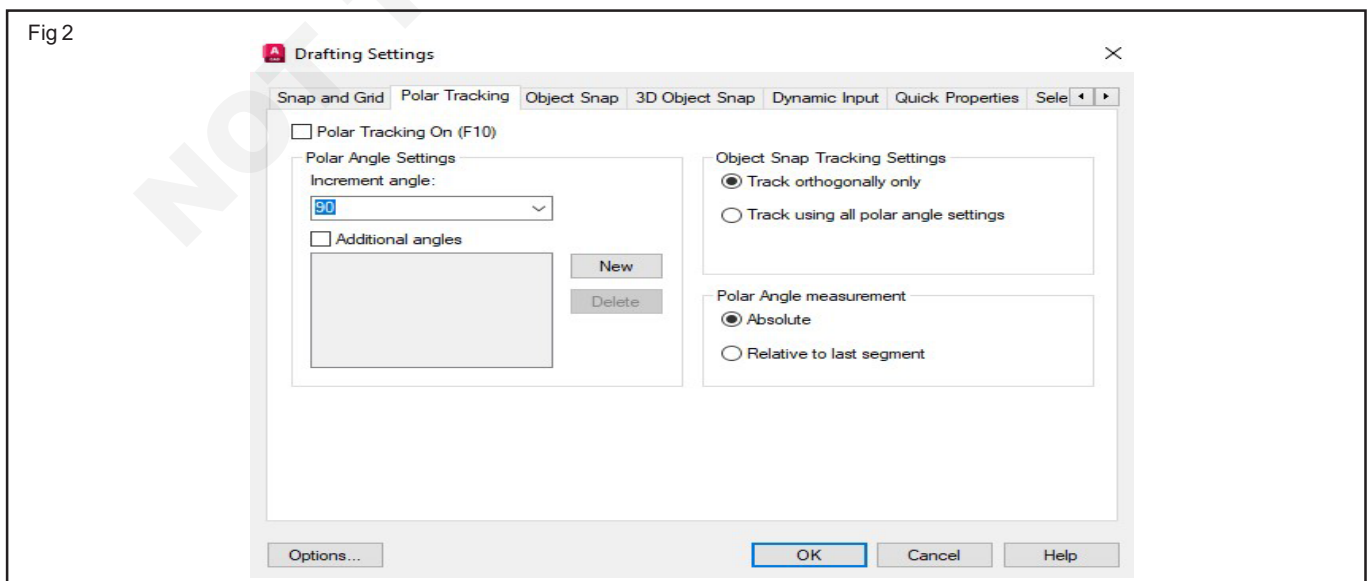 Fig 2
Drafting Settings
Snap and Grid Polar Tracking Object Snap 3D Object Snap Dynamic Input Quick Properties Sele
Polar Tracking On (F10)
Polar Angle Settings
Increment angle:
90
Additional angles
New
Delete
Object Snap Tracking Settings
Track orthogonally only
Track using all polar angle settings
Polar Angle measurement
Absolute
Relative to last segment
Options...
OK Cancel Help
NOT